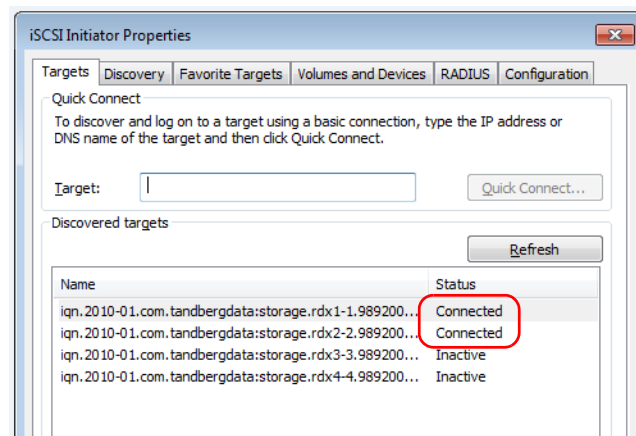 iSCSI Initiator Properties
Targets Discovery Favorite Targets Volumes and Devices RADIUS Configuration
Quick Connect
To discover and log on to a target using a basic connection, type the IP address or
DNS name of the target and then click Quick Connect.
Target: Quick Connect...
Discovered targets
Refresh
Name Status
iqn.2010-01.com.tandbergdata:storage.rdx1-1.989200... Connected
iqn.2010-01.com.tandbergdata:storage.rdx2-2.989200... Connected
iqn.2010-01.com.tandbergdata:storage.rdx3-3.989200... Inactive
iqn.2010-01.com.tandbergdata:storage.rdx4-4.989200... Inactive